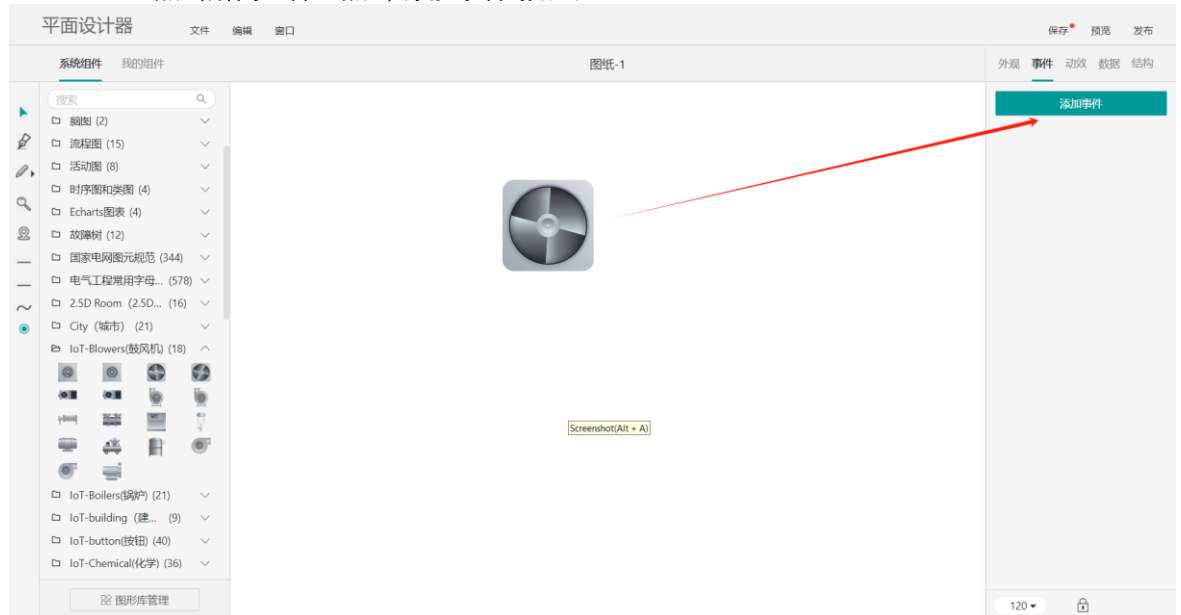 平面设计器 文件 编辑 窗口 保存 预览 发布
系统组件 我的组件 图纸-1 外观 事件 动效 数据 结构
搜索
添加事件
脑图 (2)
流程图 (15)
活动图 (8)
时序图和类图 (4)
Echarts图表 (4)
故障树 (12)
国家电网图元规范 (344)
电气工程常用字母... (578)
2.5D Room (2.5D... (16)
City (城市) (21)
IoT-Blowers(鼓风机) (18)
Screenshot(Alt + A)
IoT-Boilers(锅炉) (21)
IoT-building (建... (9)
IoT-button(按钮) (40)
IoT-Chemical(化学) (36)
图形库管理
120